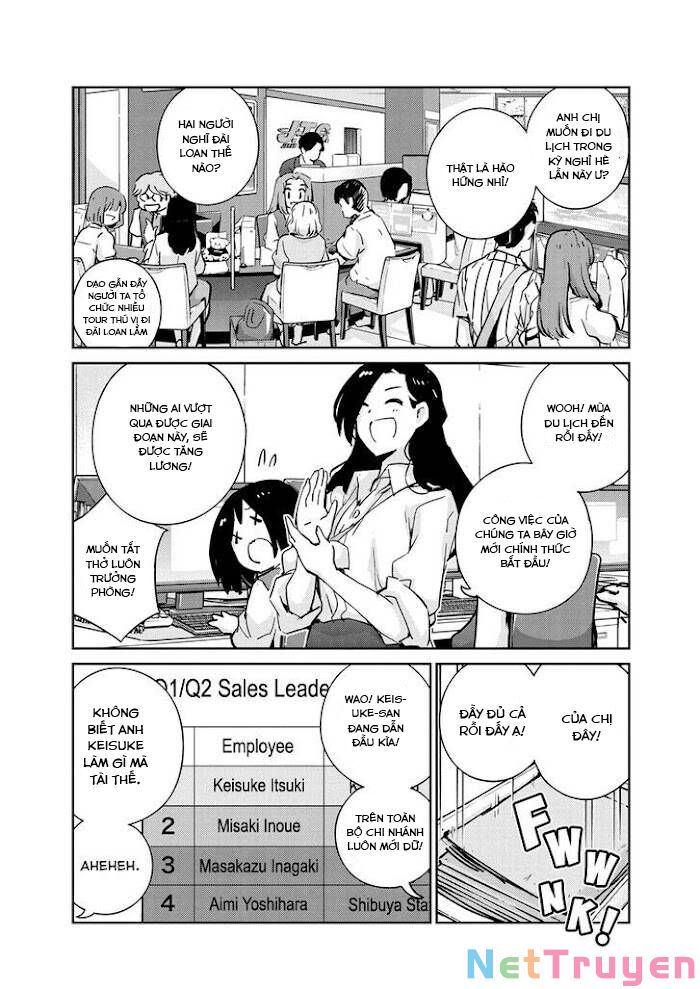 ANH CHỊ
MUỐN ĐI DU
LỊCH TRONG
KỲ NGHỈ HÈ
LẦN NÀY Ư?
THẬT LÀ HÀO
HỨNG NHỈ!
HAI NGƯỜI
NGHĨ ĐÀI
LOAN THẾ
NÀO?
DẠO GẦN ĐÂY
NGƯỜI TA TỔ
CHỨC NHIỀU
TOUR THÚ VỊ ĐI
ĐÀI LOAN LẮM
WOOH! MÙA
DU LỊCH ĐẾN
RỒI ĐẤY!
CÔNG VIỆC CỦA
CHÚNG TA BÂY GIỜ
MỚI CHÍNH THỨC
BẮT ĐẦU!
NHỮNG AI VƯỢT
QUA ĐƯỢC GIAI
ĐOẠN NÀY, SẼ
ĐƯỢC TĂNG
LƯƠNG!
MUỐN TẮT
THỞ LUÔN
TRƯỞNG
PHÒNG!
CỦA CHỊ
ĐÂY!
ĐẦY ĐỦ CẢ
RỒI ĐẤY Ạ!
FWW
NK!
Q1/Q2 Sales Leade
Employee
Keisuke Itsuki
2 Misaki Inoue
3 Masakazu Inagaki
4 Aimi Yoshihara Shibuya Sta
WAO! KEIS-
UKE-SAN
ĐANG DẪN
ĐẦU KÌA!
TRÊN TOÀN
BỘ CHI NHÁNH
LUÔN MỚI DỮ!
KHÔNG
BIẾT ANH
KEISUKE
LÀM GÌ MÀ
TÀI THẾ.
AHEHEH.
NetTruyen